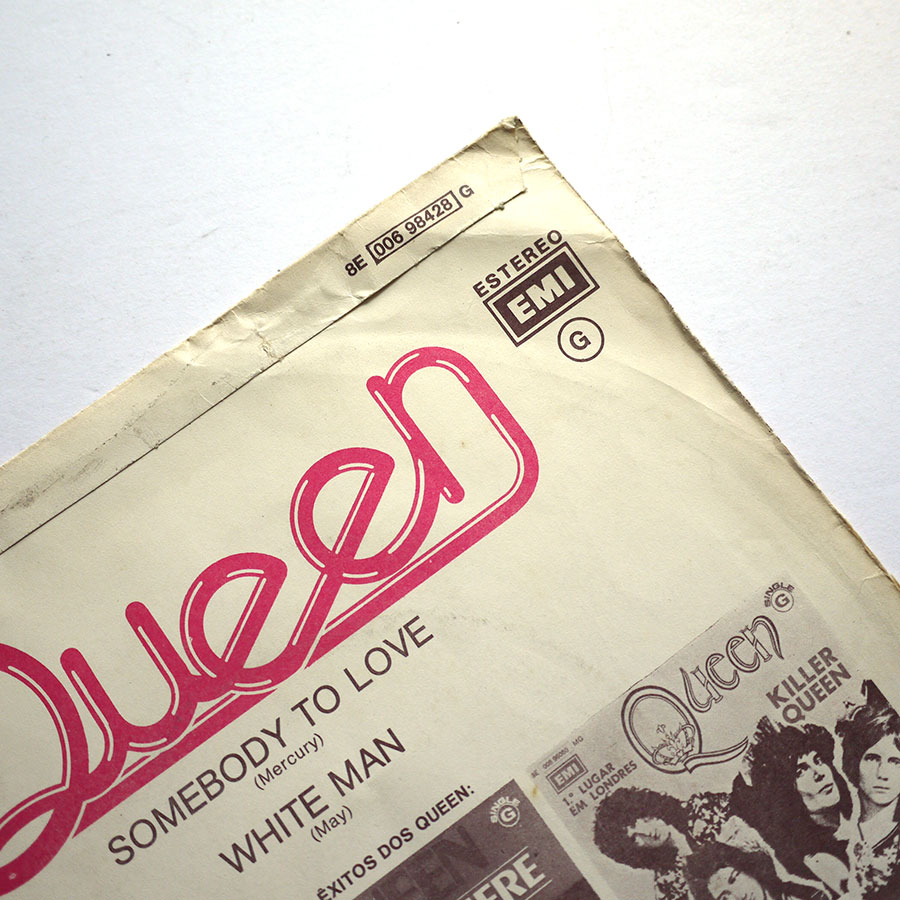 8E 006 98428 G
ESTEREO
EMI
G
Queen
SOMEBODY TO LOVE
(Mercury)
WHITE MAN
(May)
ÊXITOS DOS QUEEN:
SINGLE
G
QUEEN
SINGLE
G
Queen
KILLER
QUEEN
EMI
1.º LUGAR
EM LONDRES